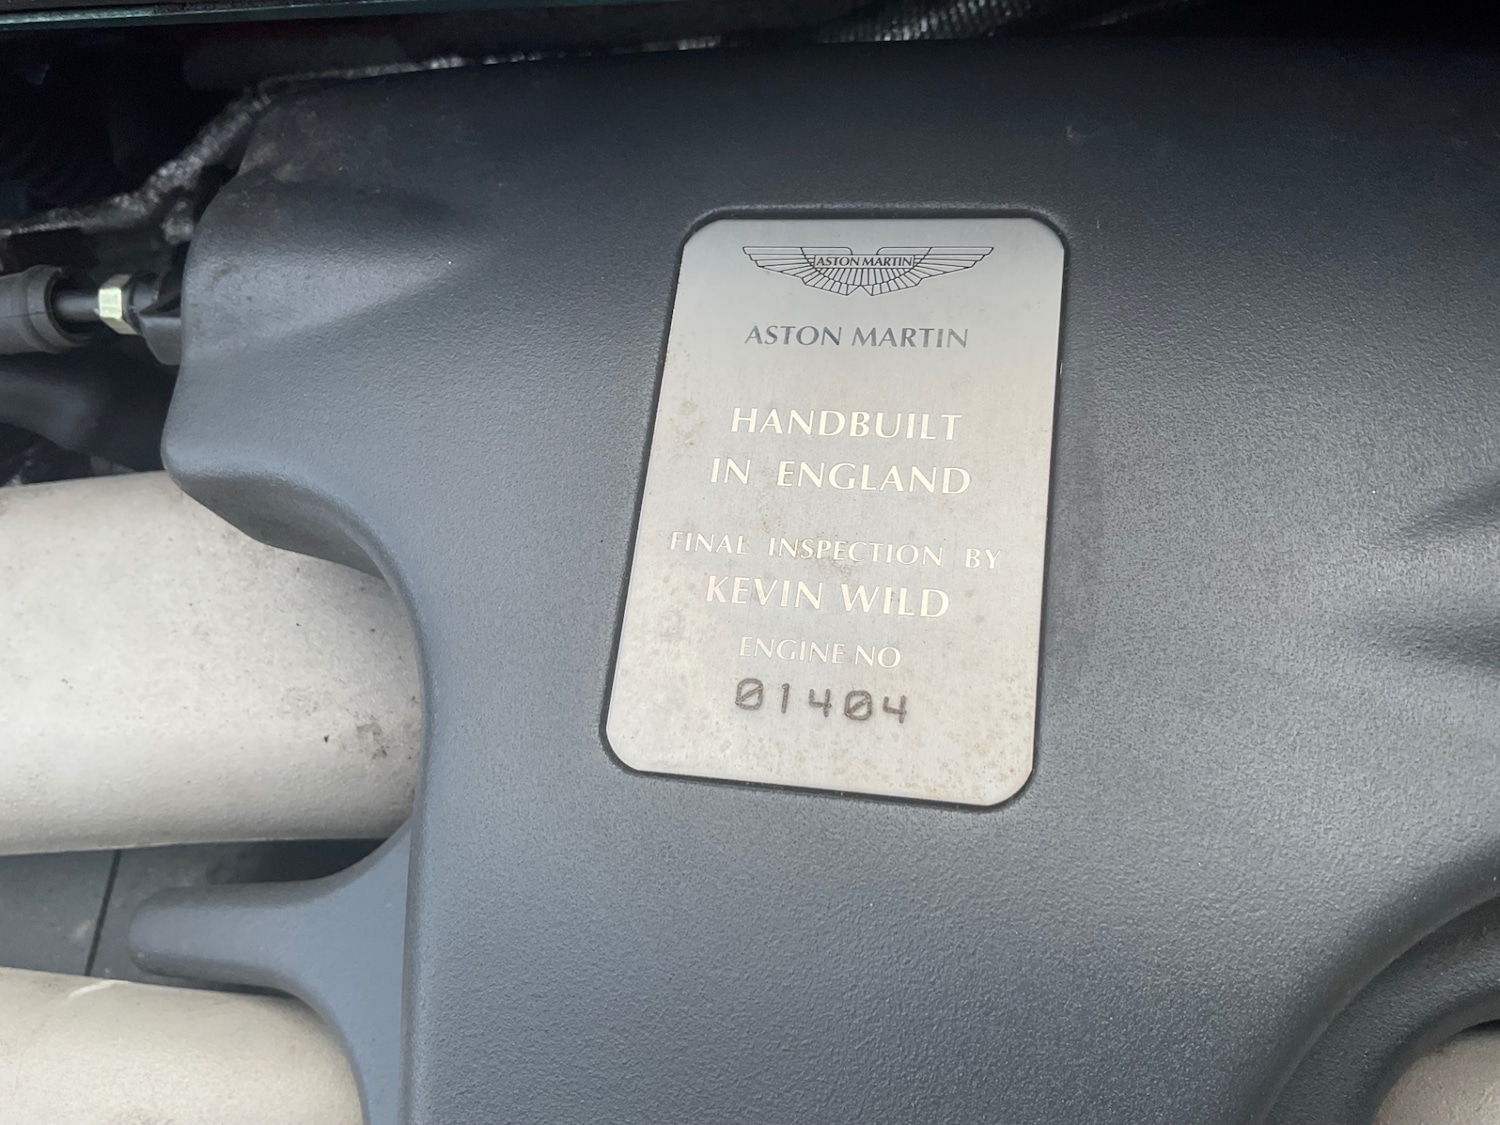 ASTON MARTIN
ASTON MARTIN
HANDBUILT
IN ENGLAND
FINAL INSPECTION BY
KEVIN WILD
ENGINE NO
01404